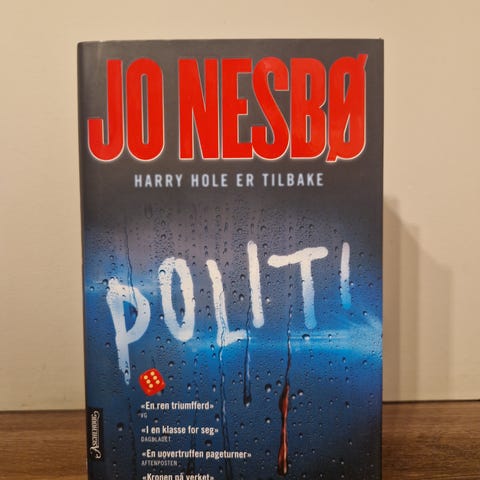 JO NESBØ
HARRY HOLE ER TILBAKE
POLITI
«En ren triumfferd»
VG
«I en klasse for seg»
DAGBLADET
«En uovertruffen pageturner»
AFTENPOSTEN
«Kronen på verket»
ASCHEHOUG